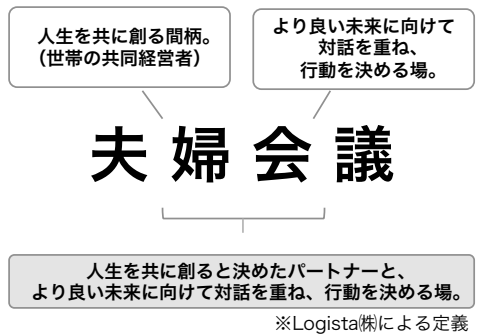 人生を共に創る間柄。
（世帯の共同経営者）
より良い未来に向けて
対話を重ね、
行動を決める場。
夫婦会議
人生を共に創ると決めたパートナーと、
より良い未来に向けて対話を重ね、行動を決める場。
※Logista㈱による定義